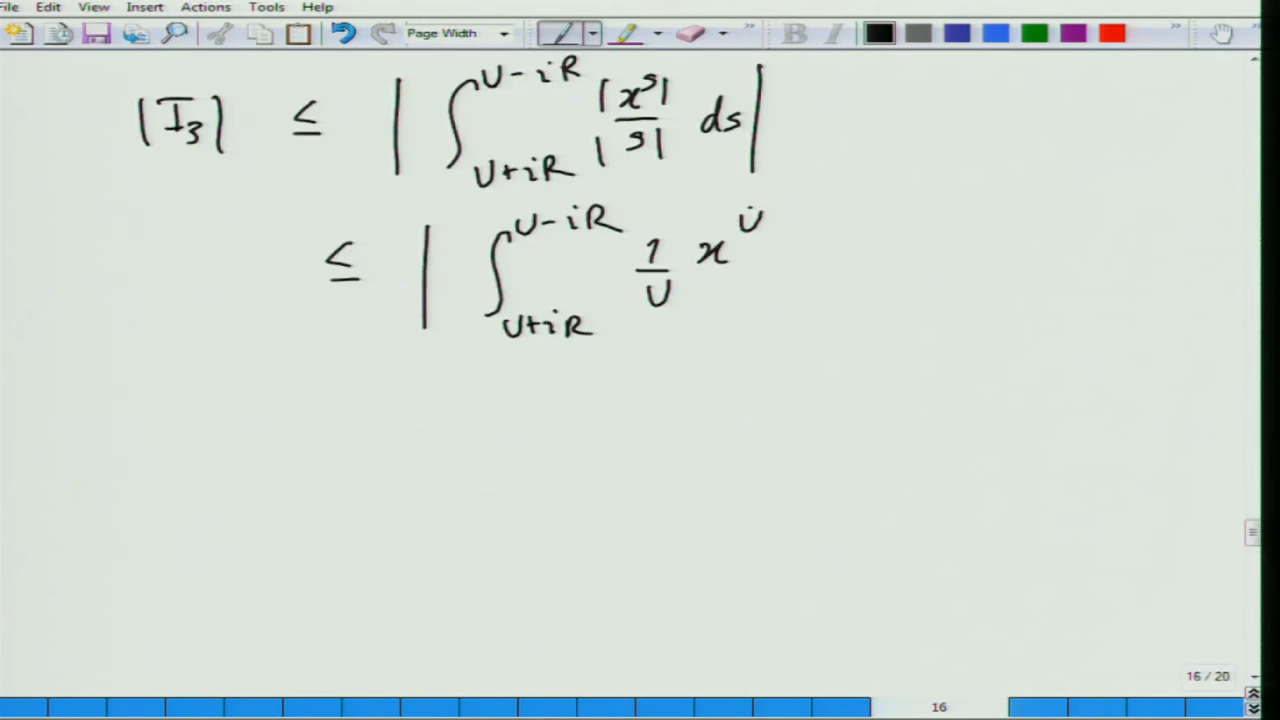 File Edit View Insert Actions Tools Help
Page Width
B I
|I₃| ≤ | ∫_{U+iR}^{U-iR} |x^s|/|s| ds |
≤ | ∫_{U+iR}^{U-iR} 1/U x^U
16 / 20
16